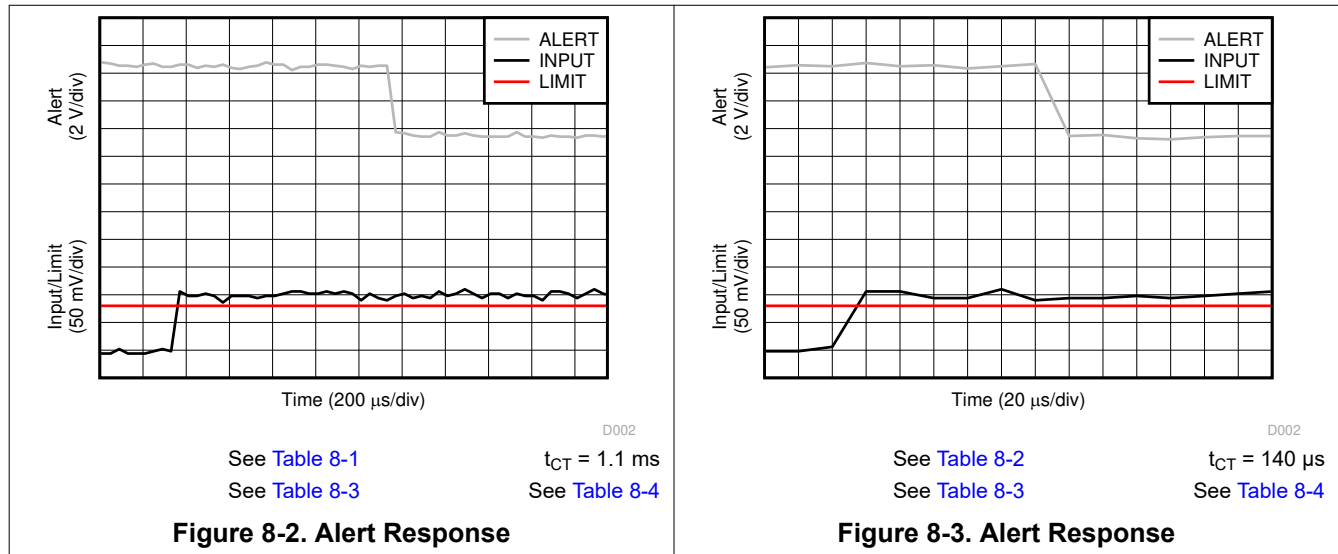 ALERT
INPUT
LIMIT
Alert
(2 V/div)
Input/Limit
(50 mV/div)
Time (200 μs/div)
D002
See Table 8-1
t_CT = 1.1 ms
See Table 8-3
See Table 8-4
Figure 8-2. Alert Response
ALERT
INPUT
LIMIT
Alert
(2 V/div)
Input/Limit
(50 mV/div)
Time (20 μs/div)
D002
See Table 8-2
t_CT = 140 μs
See Table 8-3
See Table 8-4
Figure 8-3. Alert Response